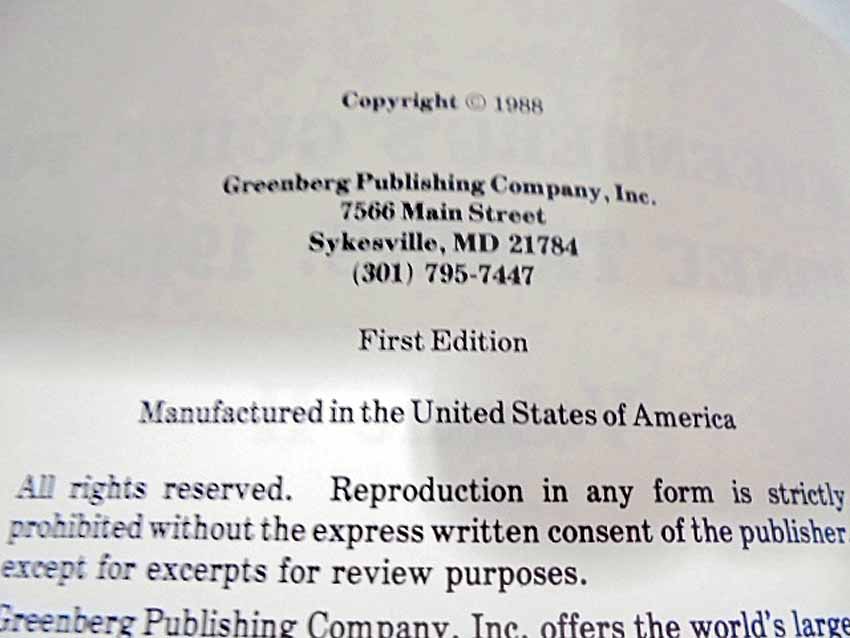 Copyright © 1988
Greenberg Publishing Company, Inc.
7566 Main Street
Sykesville, MD 21784
(301) 795-7447
First Edition
Manufactured in the United States of America
All rights reserved. Reproduction in any form is strictly
prohibited without the express written consent of the publisher
except for excerpts for review purposes.
Greenberg Publishing Company, Inc. offers the world's large